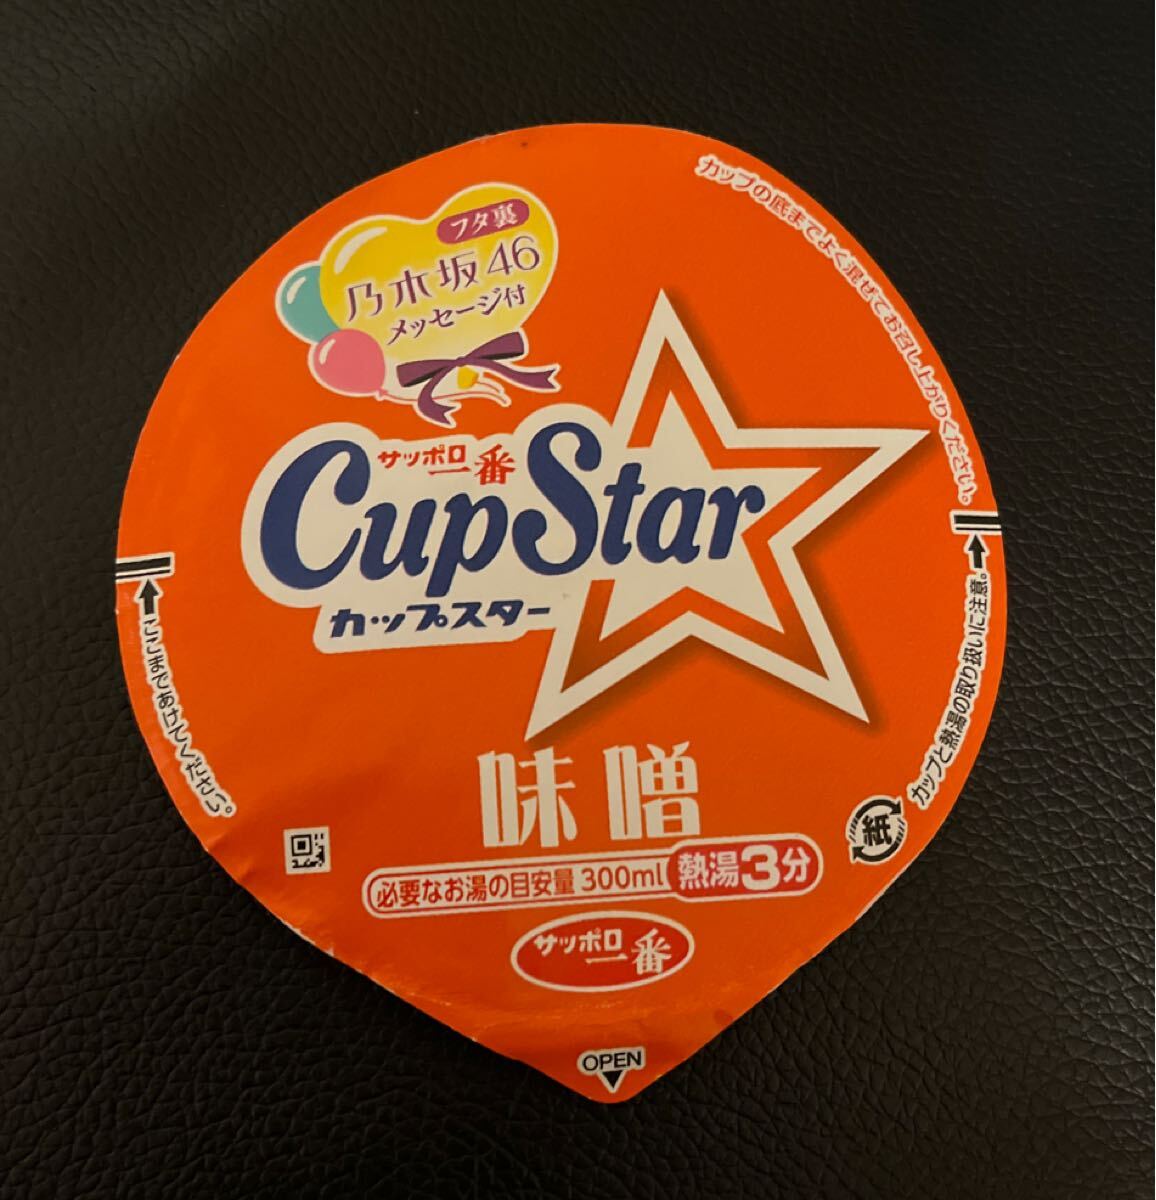 フタ裏
乃木坂46
メッセージ付
カップの底までよく混ぜてお召し上がりください。
サッポロ一番
CupStar
カップスター
ここまであけてください。
カップと熱湯の取り扱いに注意。
味噌
紙
必要なお湯の目安量 300ml 熱湯3分
サッポロ一番
OPEN